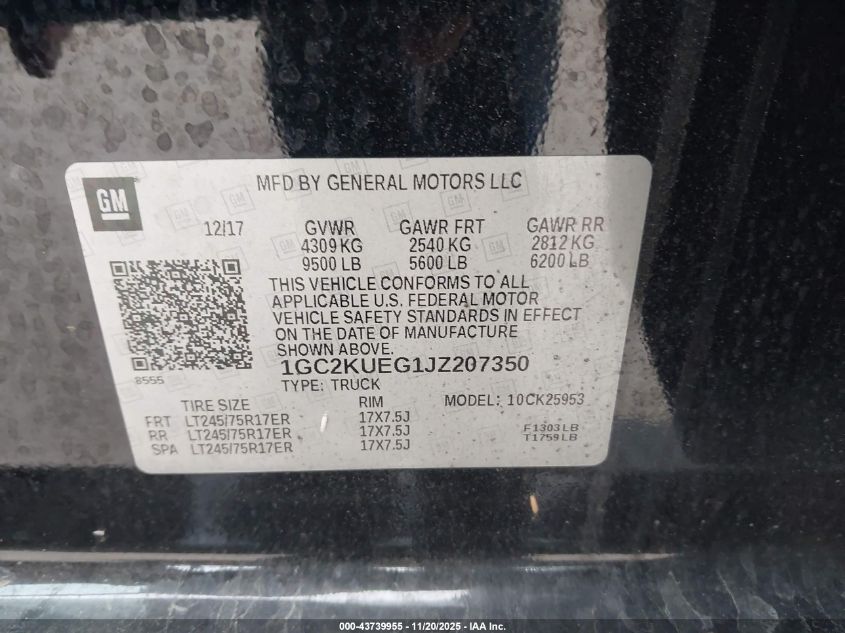 MFD BY GENERAL MOTORS LLC
GM
12/17 GVWR GAWR FRT GAWR RR
4309 KG 2540 KG 2812 KG
9500 LB 5600 LB 6200 LB
THIS VEHICLE CONFORMS TO ALL
APPLICABLE U.S. FEDERAL MOTOR
VEHICLE SAFETY STANDARDS IN EFFECT
ON THE DATE OF MANUFACTURE
SHOWN ABOVE.
8555
1GC2KUEG1JZ207350
TYPE: TRUCK
TIRE SIZE RIM MODEL: 10CK25953
FRT LT245/75R17ER 17X7.5J
RR LT245/75R17ER 17X7.5J
SPA LT245/75R17ER 17X7.5J
F1303LB
T1759LB
000-43739955 — 11/20/2025 — IAA Inc.